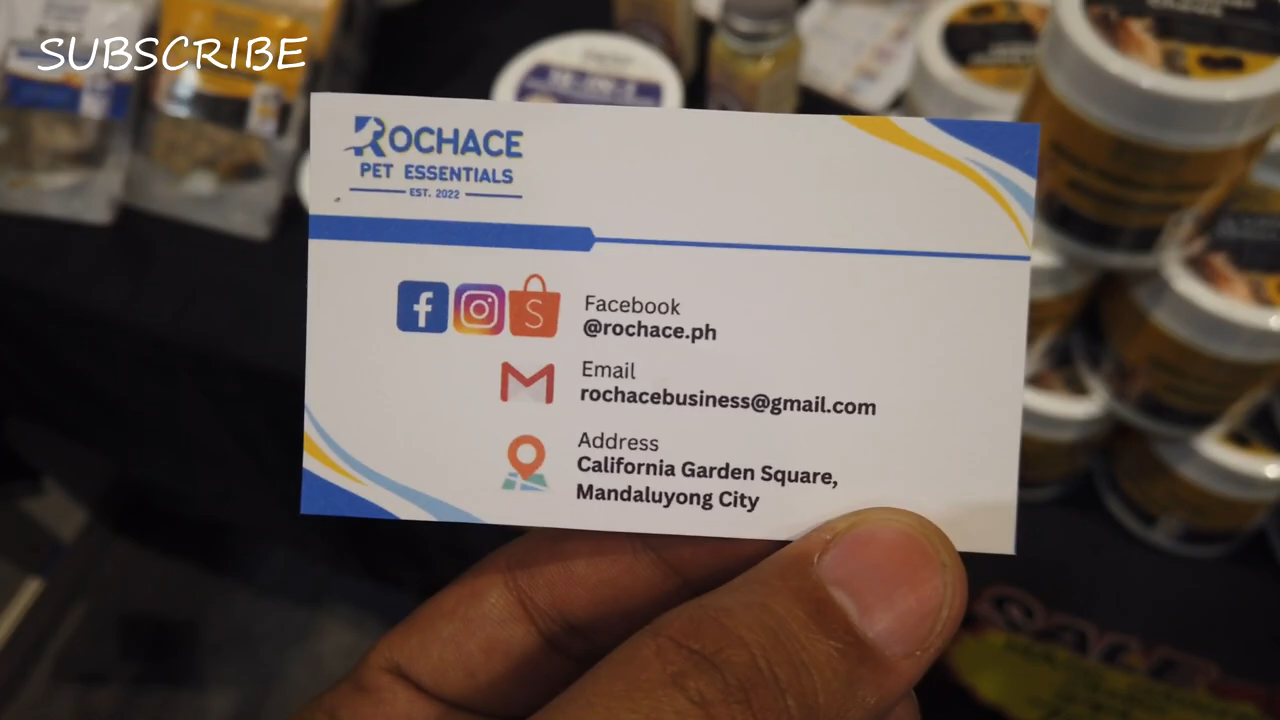 SUBSCRIBE
ROCHACE
PET ESSENTIALS
EST. 2022
Facebook
@rochace.ph
Email
rochacebusiness@gmail.com
Address
California Garden Square,
Mandaluyong City